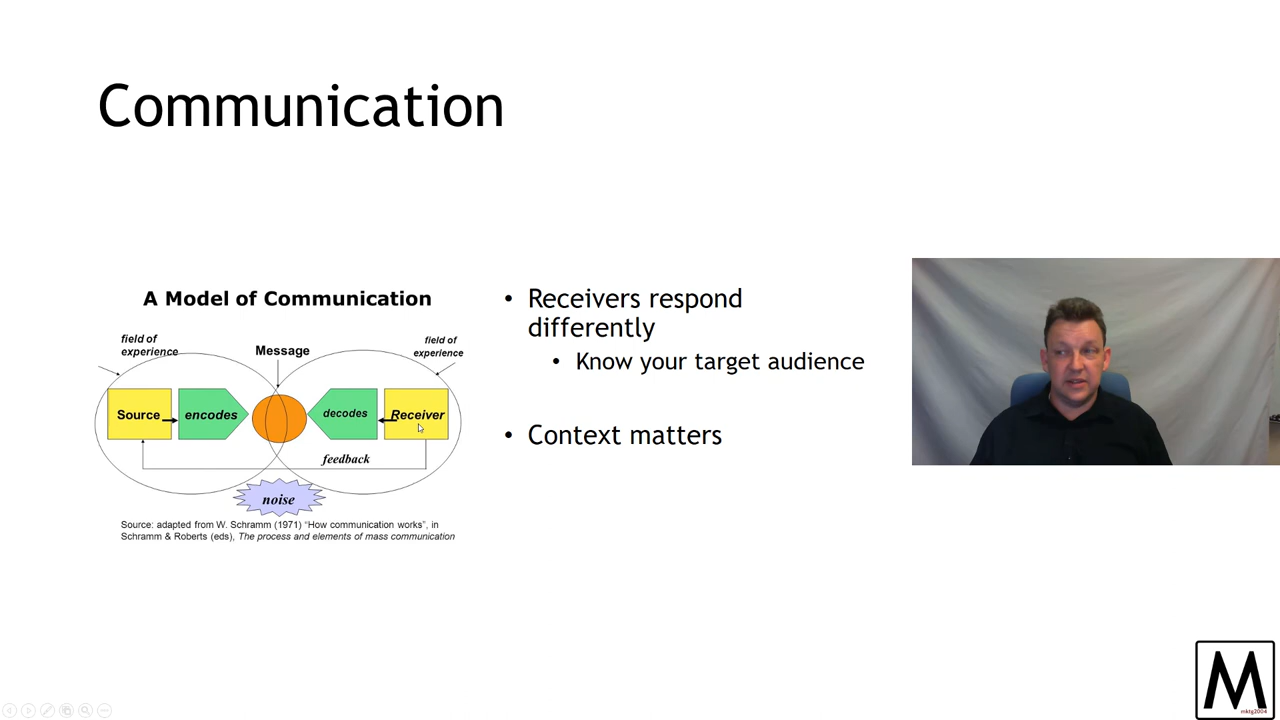 Communication
A Model of Communication
field of
experience
Message
field of
experience
Source
encodes
decodes
Receiver
feedback
noise
Source: adapted from W. Schramm (1971) “How communication works”, in
Schramm & Roberts (eds), The process and elements of mass communication
• Receivers respond
differently
• Know your target audience
• Context matters
M
mktg2004